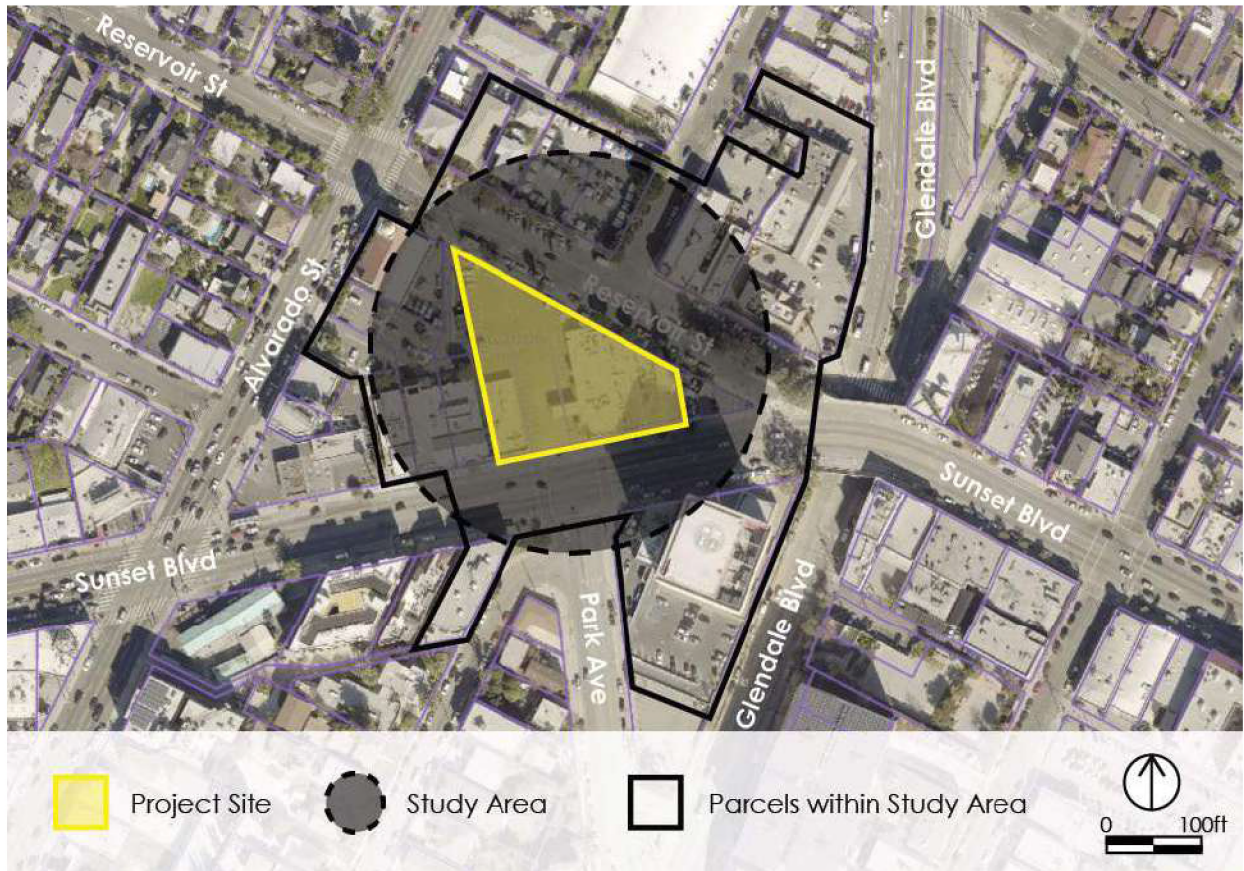 Reservoir St
Glendale Blvd
Alvarado St
Reservoir St
Sunset Blvd
Sunset Blvd
Park Ave
Glendale Blvd
Project Site
Study Area
Parcels within Study Area
0 100ft